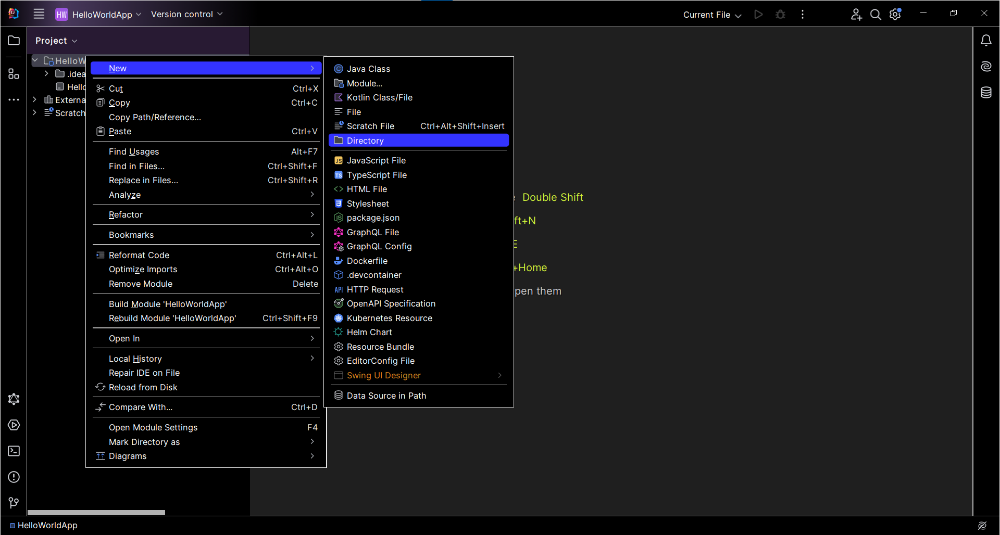 HW HelloWorldApp Version control Current File
Project
HelloW
.idea
Hello
Externa
Scratch
New
Cut Ctrl+X
Copy Ctrl+C
Copy Path/Reference...
Paste Ctrl+V
Find Usages Alt+F7
Find in Files... Ctrl+Shift+F
Replace in Files... Ctrl+Shift+R
Analyze
Refactor
Bookmarks
Reformat Code Ctrl+Alt+L
Optimize Imports Ctrl+Alt+O
Remove Module Delete
Build Module 'HelloWorldApp'
Rebuild Module 'HelloWorldApp' Ctrl+Shift+F9
Open In
Local History
Repair IDE on File
Reload from Disk
Compare With... Ctrl+D
Open Module Settings F4
Mark Directory as
Diagrams
Java Class
Module...
Kotlin Class/File
File
Scratch File Ctrl+Alt+Shift+Insert
Directory
JavaScript File
TypeScript File
HTML File
Stylesheet
package.json
GraphQL File
GraphQL Config
Dockerfile
.devcontainer
API HTTP Request
OpenAPI Specification
Kubernetes Resource
Helm Chart
Resource Bundle
EditorConfig File
Swing UI Designer
Data Source in Path
Double Shift
ft+N
E
+Home
pen them
HelloWorldApp